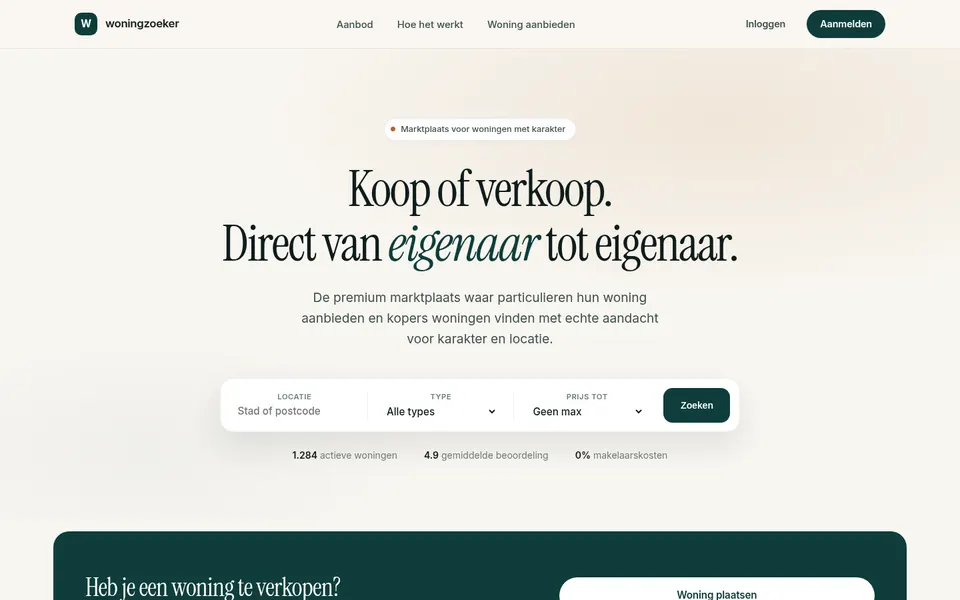 W woningzoeker
Aanbod Hoe het werkt Woning aanbieden
Inloggen Aanmelden
Marktplaats voor woningen met karakter
Koop of verkoop.
Direct van eigenaar tot eigenaar.
De premium marktplaats waar particulieren hun woning
aanbieden en kopers woningen vinden met echte aandacht
voor karakter en locatie.
LOCATIE TYPE PRIJS TOT
Stad of postcode Alle types Geen max Zoeken
1.284 actieve woningen 4.9 gemiddelde beoordeling 0% makelaarskosten
Heb je een woning te verkopen?
Woning plaatsen